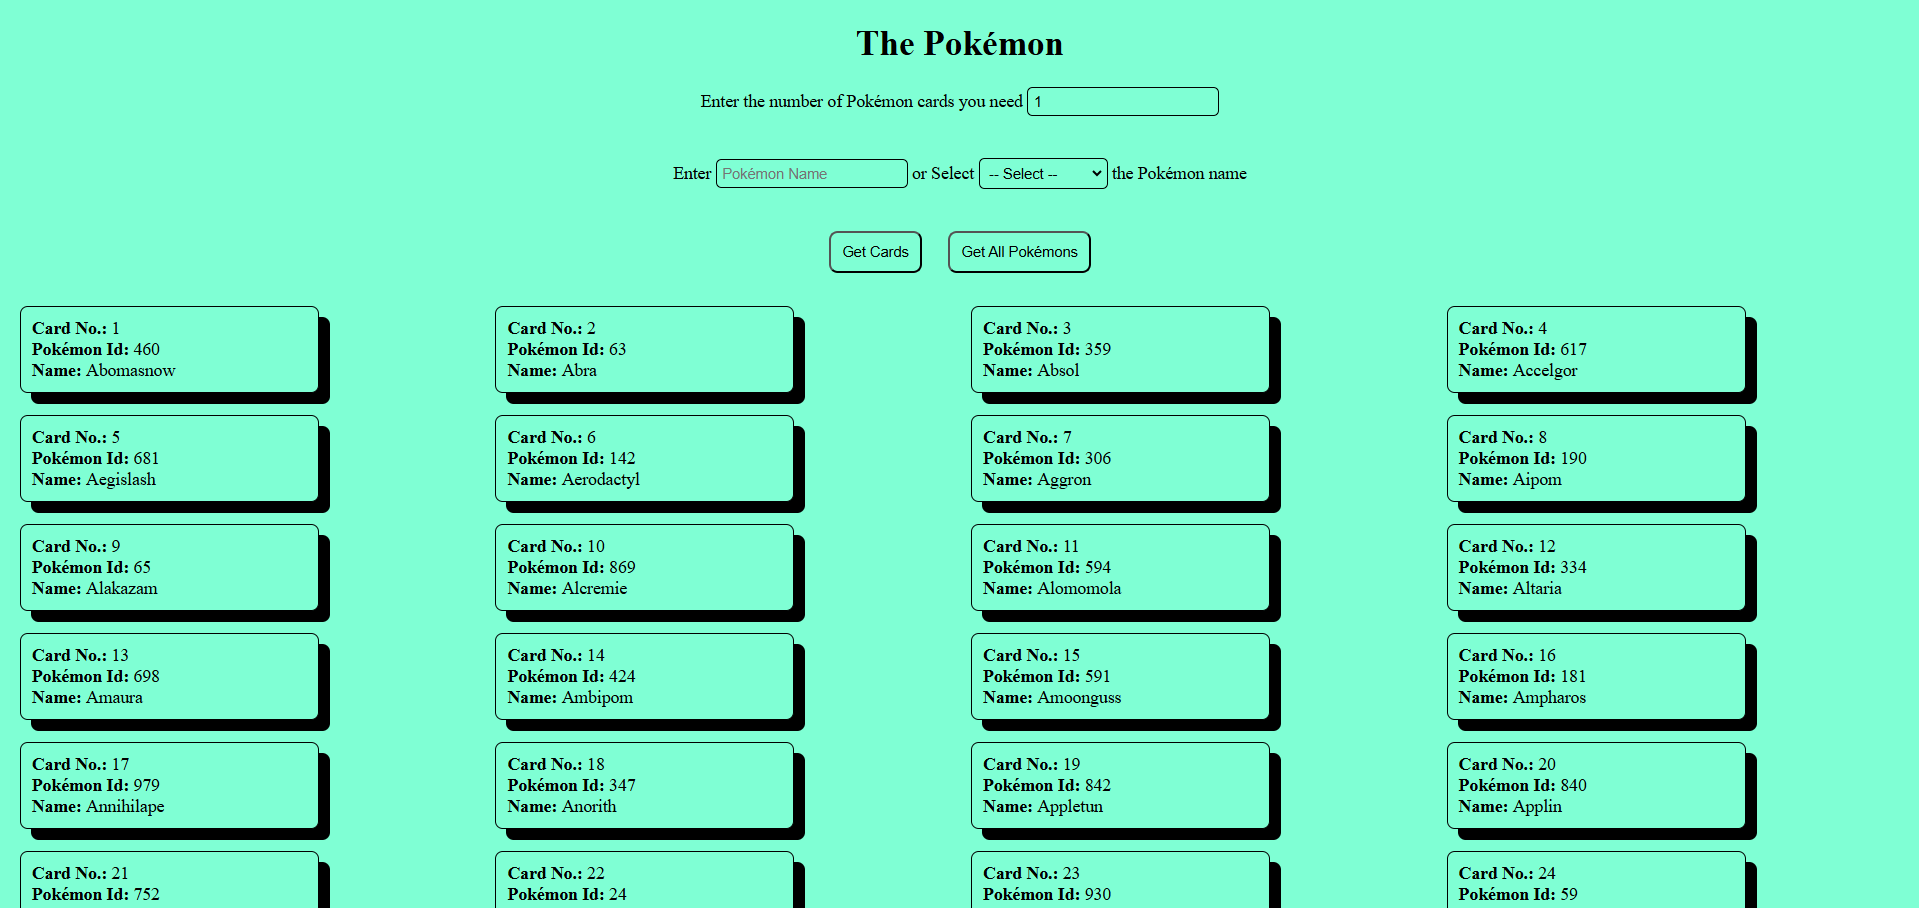 The Pokémon
Enter the number of Pokémon cards you need 1
Enter Pokémon Name or Select -- Select -- the Pokémon name
Get Cards Get All Pokémons
Card No.: 1
Pokémon Id: 460
Name: Abomasnow
Card No.: 2
Pokémon Id: 63
Name: Abra
Card No.: 3
Pokémon Id: 359
Name: Absol
Card No.: 4
Pokémon Id: 617
Name: Accelgor
Card No.: 5
Pokémon Id: 681
Name: Aegislash
Card No.: 6
Pokémon Id: 142
Name: Aerodactyl
Card No.: 7
Pokémon Id: 306
Name: Aggron
Card No.: 8
Pokémon Id: 190
Name: Aipom
Card No.: 9
Pokémon Id: 65
Name: Alakazam
Card No.: 10
Pokémon Id: 869
Name: Alcremie
Card No.: 11
Pokémon Id: 594
Name: Alomomola
Card No.: 12
Pokémon Id: 334
Name: Altaria
Card No.: 13
Pokémon Id: 698
Name: Amaura
Card No.: 14
Pokémon Id: 424
Name: Ambipom
Card No.: 15
Pokémon Id: 591
Name: Amoonguss
Card No.: 16
Pokémon Id: 181
Name: Ampharos
Card No.: 17
Pokémon Id: 979
Name: Annihilape
Card No.: 18
Pokémon Id: 347
Name: Anorith
Card No.: 19
Pokémon Id: 842
Name: Appletun
Card No.: 20
Pokémon Id: 840
Name: Applin
Card No.: 21
Pokémon Id: 752
Card No.: 22
Pokémon Id: 24
Card No.: 23
Pokémon Id: 930
Card No.: 24
Pokémon Id: 59